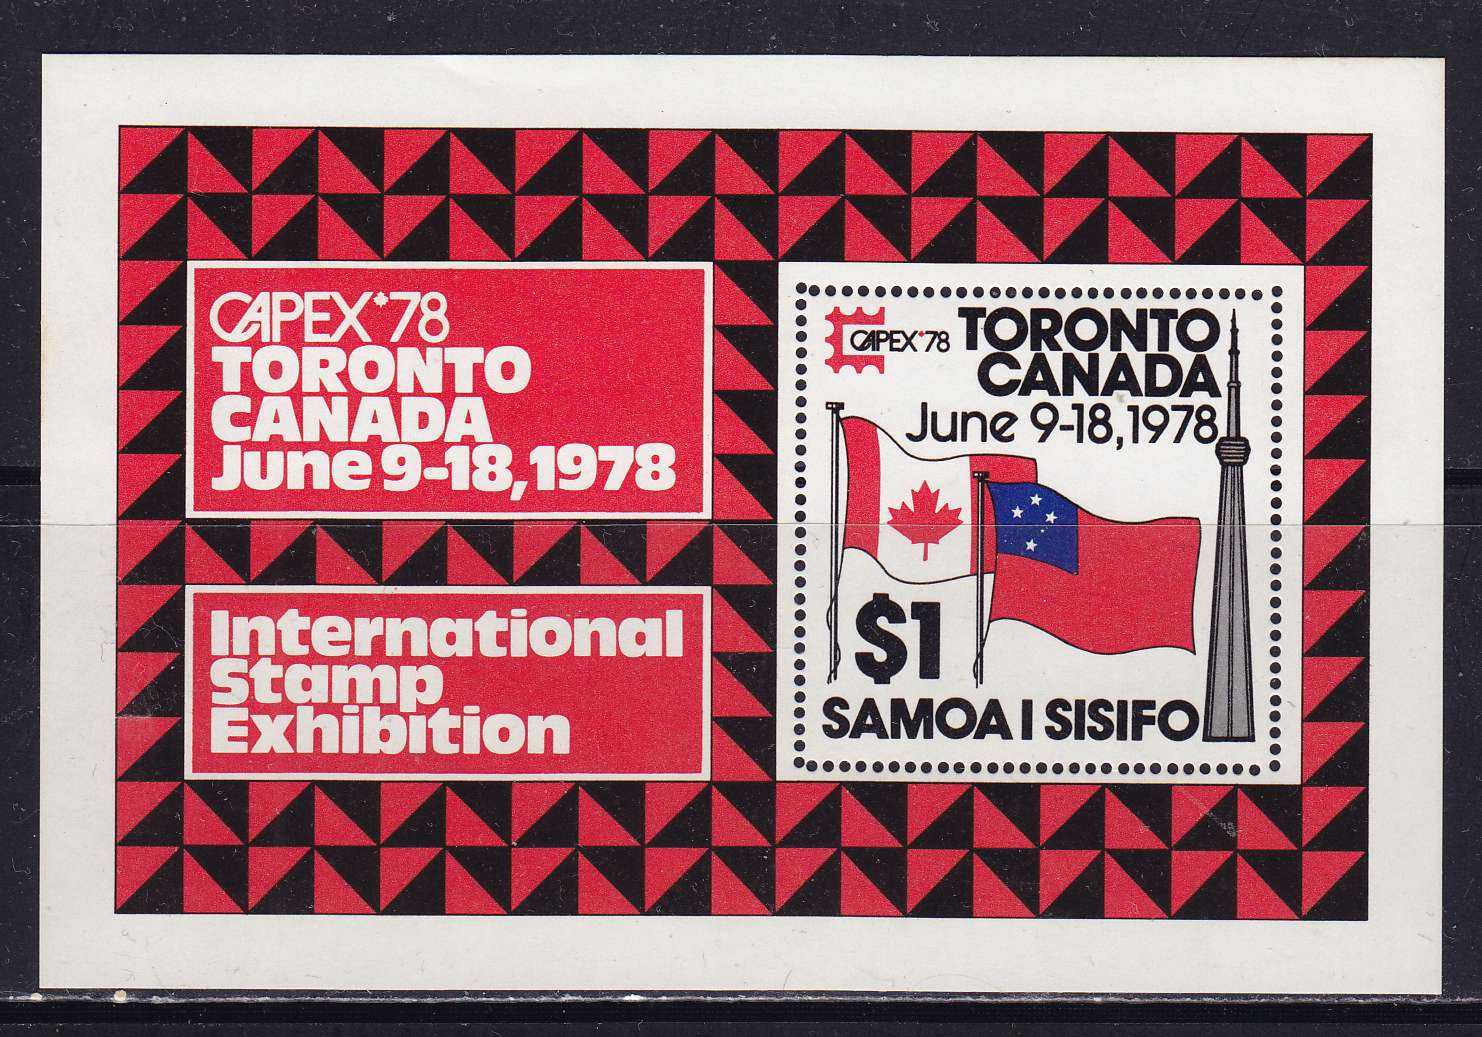 CAPEX'78
TORONTO
CANADA
June 9-18,1978
International
Stamp
Exhibition
CAPEX'78
TORONTO
CANADA
June 9-18,1978
$1
SAMOA I SISIFO